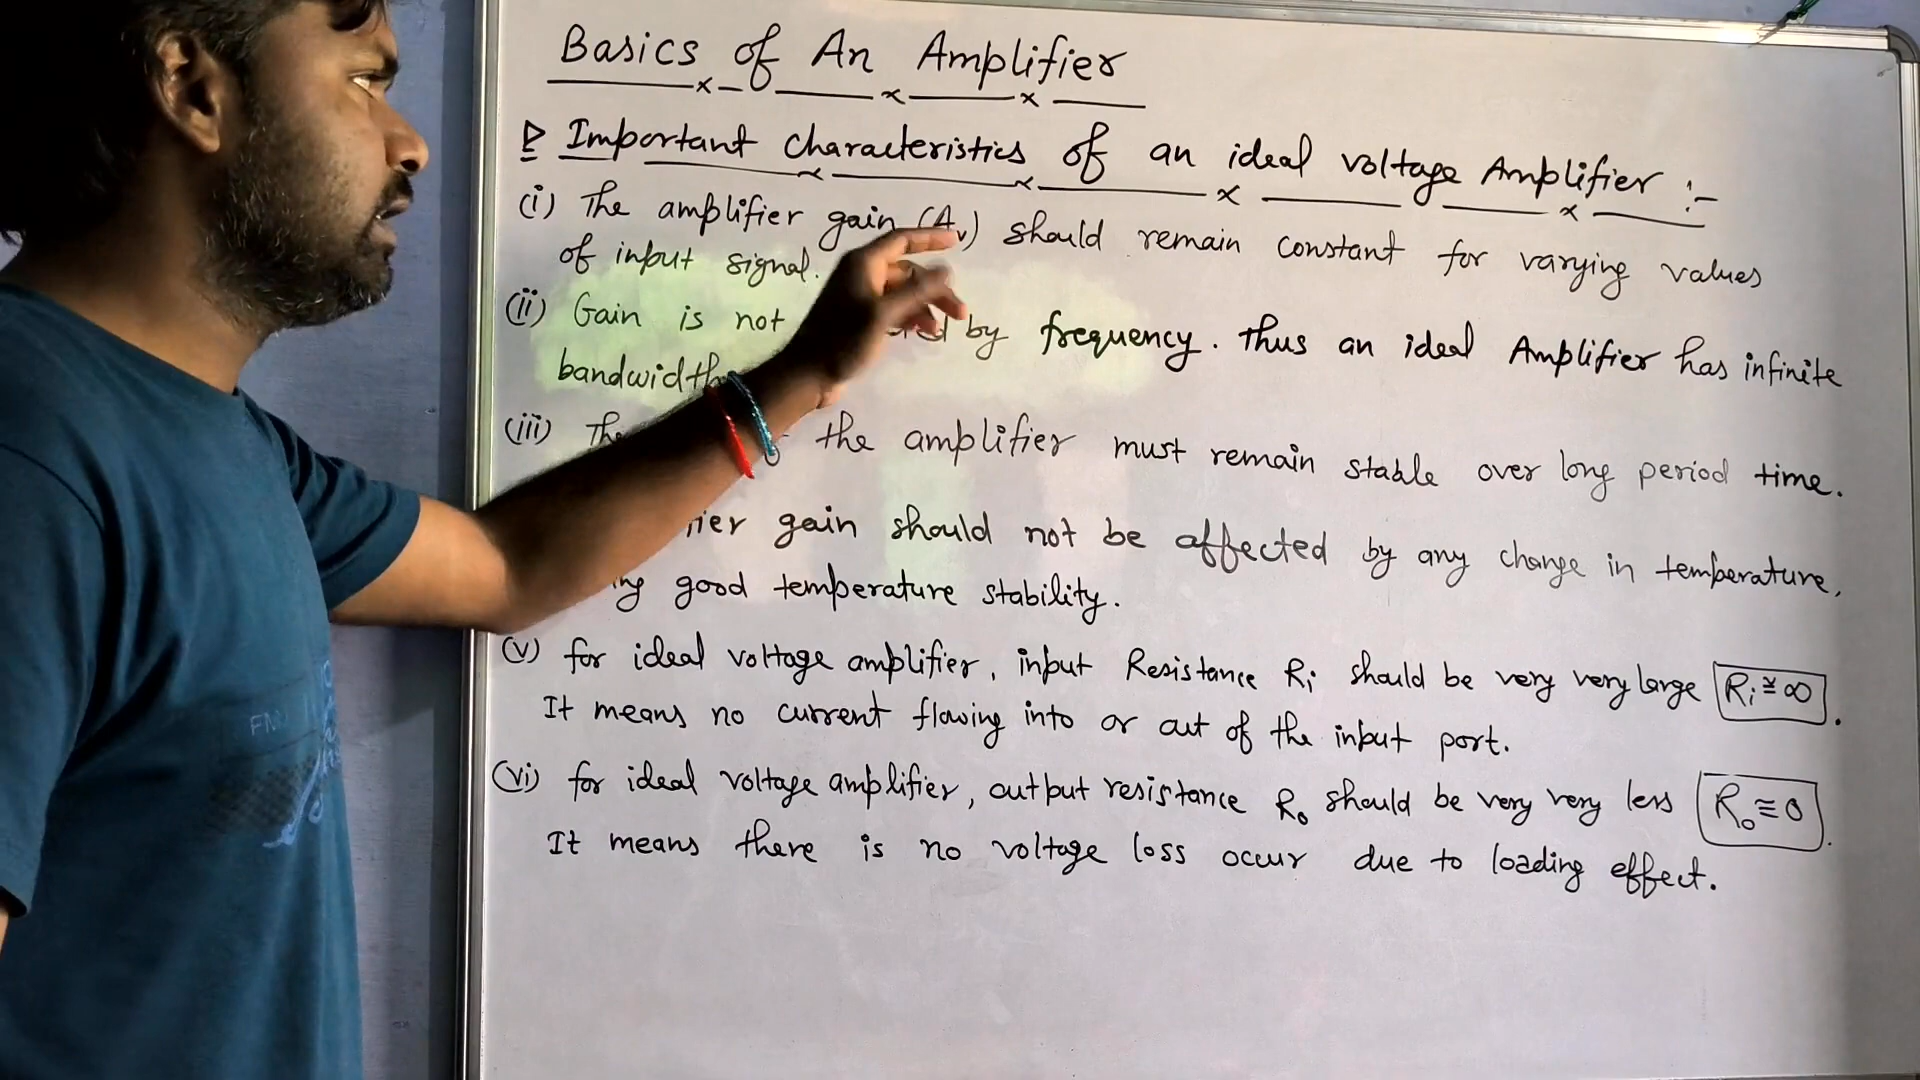 Basics of An Amplifier
Important characteristics of an ideal voltage Amplifier :-
(i) The amplifier gain (Av) should remain constant for varying values
of input signal.
(ii) Gain is not by frequency. Thus an ideal Amplifier has infinite
bandwidth
(iii) The the amplifier must remain stable over long period time.
gain should not be affected by any change in temperature,
good temperature stability.
(v) for ideal voltage amplifier, input Resistance Ri should be very very large Ri ≅ ∞.
It means no current flowing into or out of the input port.
(vi) for ideal voltage amplifier, output resistance Ro should be very very less Ro ≅ 0.
It means there is no voltage loss occur due to loading effect.